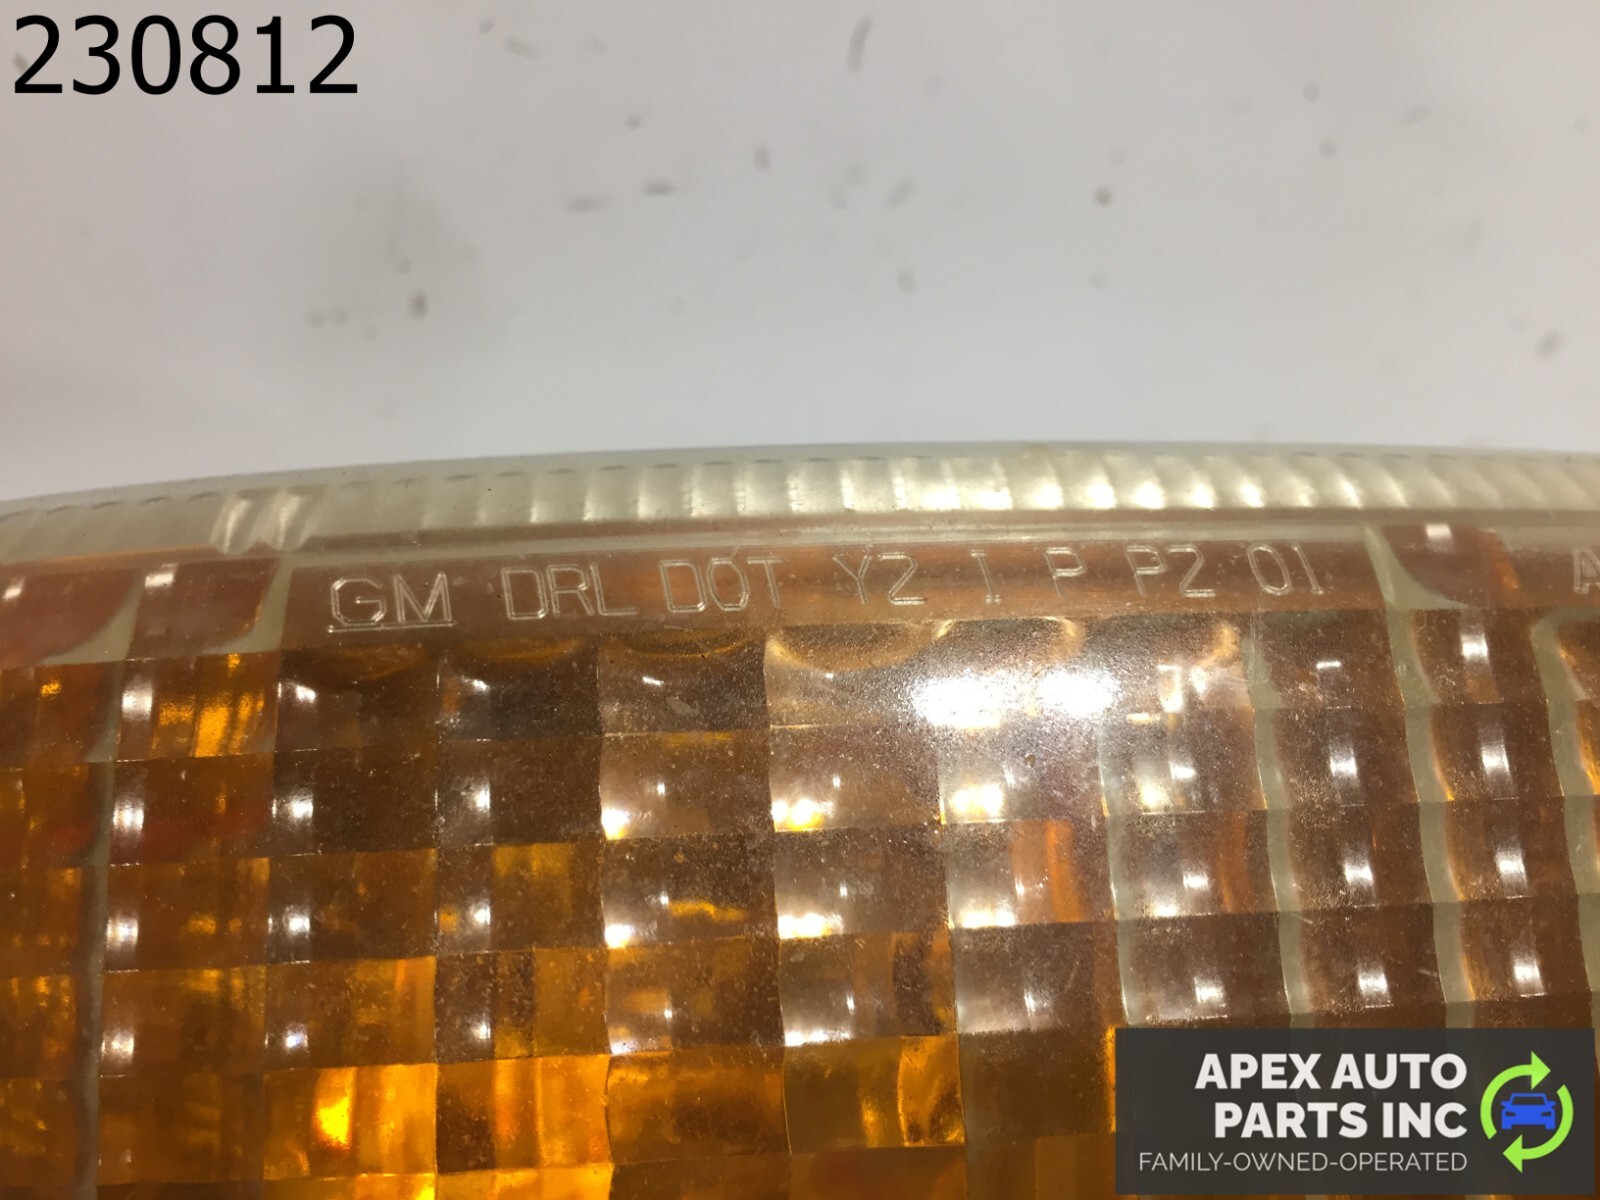 230812
GM DRL DOT Y2 I P P2 01
APEX AUTO
PARTS INC
FAMILY-OWNED-OPERATED